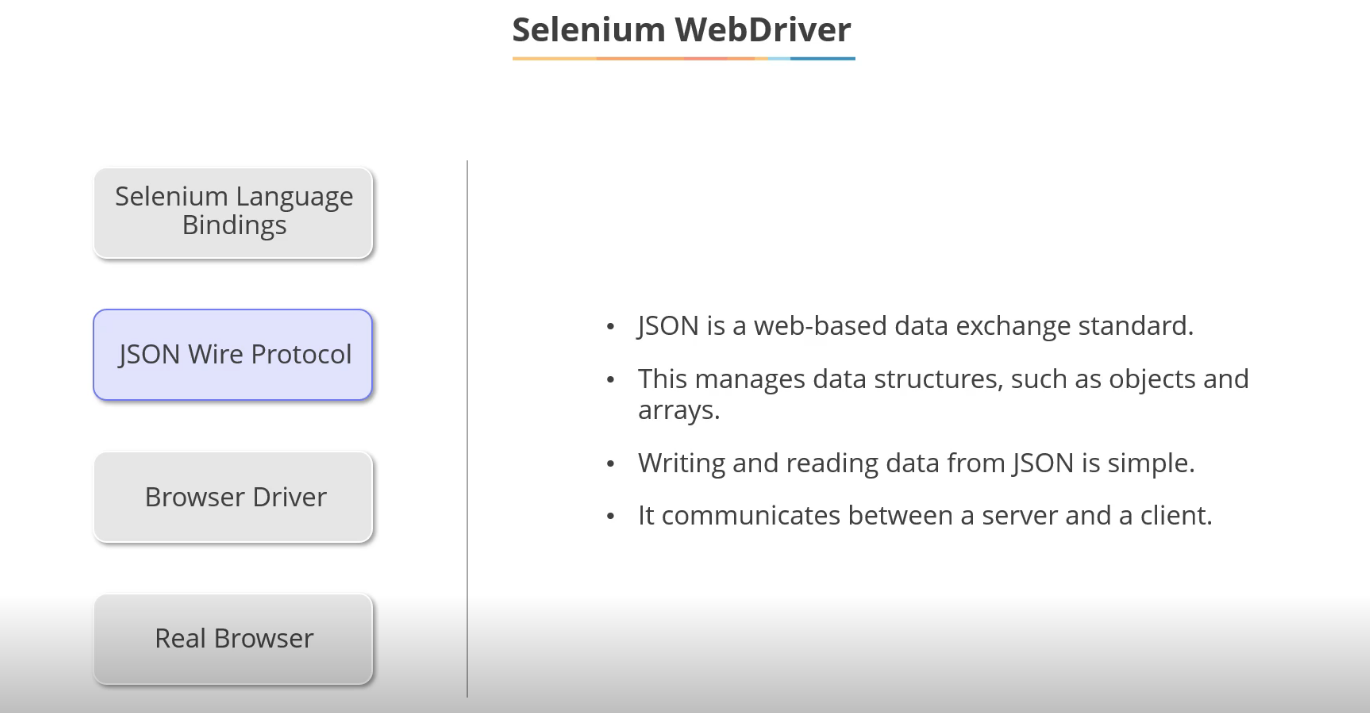 Selenium WebDriver
Selenium Language
Bindings
JSON Wire Protocol
Browser Driver
Real Browser
• JSON is a web-based data exchange standard.
• This manages data structures, such as objects and
arrays.
• Writing and reading data from JSON is simple.
• It communicates between a server and a client.